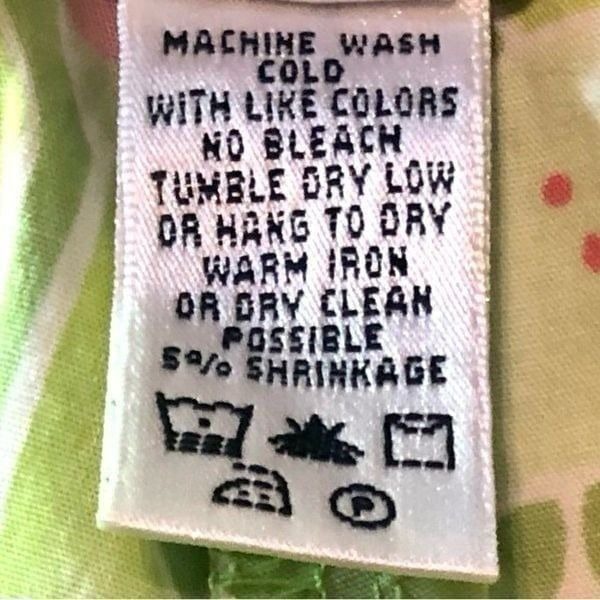 MACHINE WASH
COLD
WITH LIKE COLORS
NO BLEACH
TUMBLE DRY LOW
OR HANG TO DRY
WARM IRON
OR DRY CLEAN
POSSIBLE
5% SHRINKAGE
P